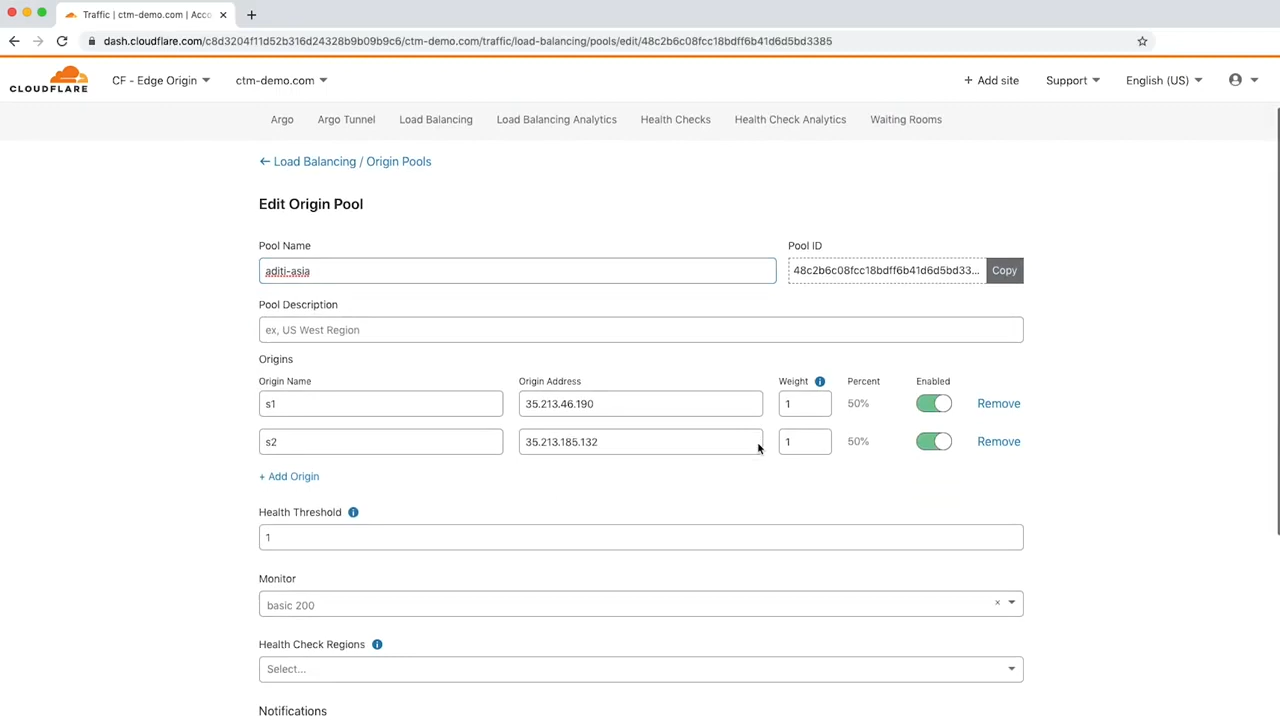 Traffic | ctm-demo.com | Acco
dash.cloudflare.com/c8d3204f11d52b316d24328b9b09b9c6/ctm-demo.com/traffic/load-balancing/pools/edit/48c2b6c08fcc18bdff6b41d6d5bd3385
CLOUDFLARE
CF - Edge Origin
ctm-demo.com
+ Add site
Support
English (US)
Argo
Argo Tunnel
Load Balancing
Load Balancing Analytics
Health Checks
Health Check Analytics
Waiting Rooms
← Load Balancing / Origin Pools
Edit Origin Pool
Pool Name
Pool ID
aditi-asia
48c2b6c08fcc18bdff6b41d6d5bd33...
Copy
Pool Description
ex, US West Region
Origins
Origin Name
Origin Address
Weight
Percent
Enabled
s1
35.213.46.190
1
50%
Remove
s2
35.213.185.132
1
50%
Remove
+ Add Origin
Health Threshold
1
Monitor
basic 200
Health Check Regions
Select...
Notifications